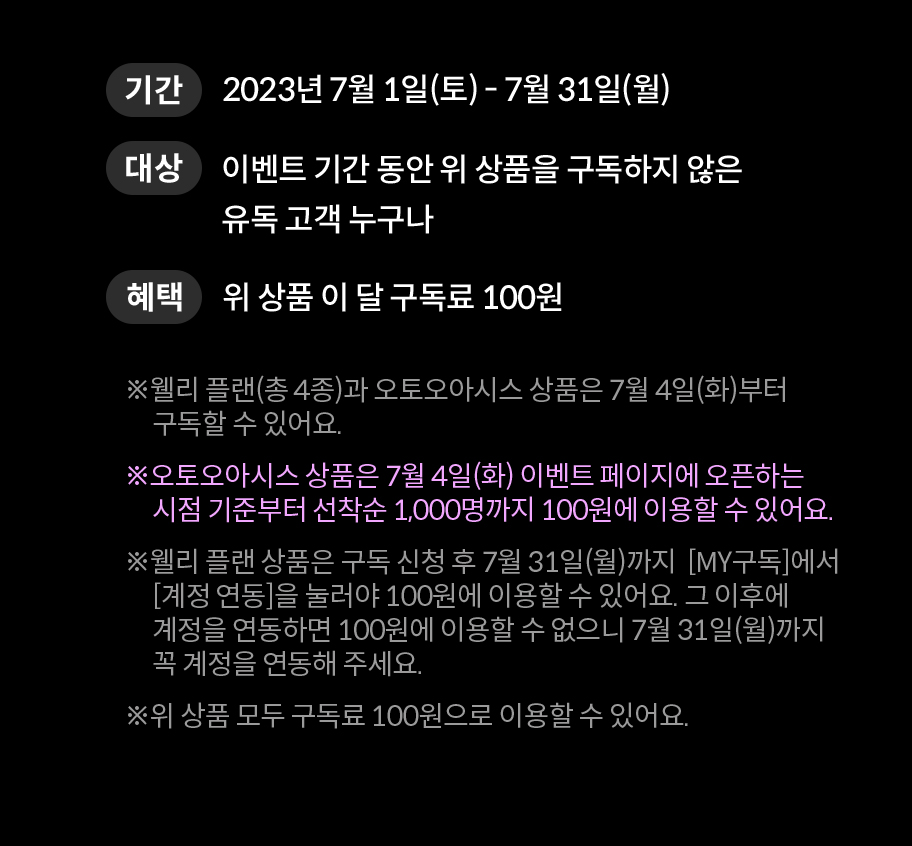 기간 2023년 7월 1일(토) - 7월 31일(월)
대상 이벤트 기간 동안 위 상품을 구독하지 않은
유독 고객 누구나
혜택 위 상품 이 달 구독료 100원
※웰리 플랜(총 4종)과 오토오아시스 상품은 7월 4일(화)부터
구독할 수 있어요.
※오토오아시스 상품은 7월 4일(화) 이벤트 페이지에 오픈하는
시점 기준부터 선착순 1,000명까지 100원에 이용할 수 있어요.
※웰리 플랜 상품은 구독 신청 후 7월 31일(월)까지 [MY구독]에서
[계정 연동]을 눌러야 100원에 이용할 수 있어요. 그 이후에
계정을 연동하면 100원에 이용할 수 없으니 7월 31일(월)까지
꼭 계정을 연동해 주세요.
※위 상품 모두 구독료 100원으로 이용할 수 있어요.